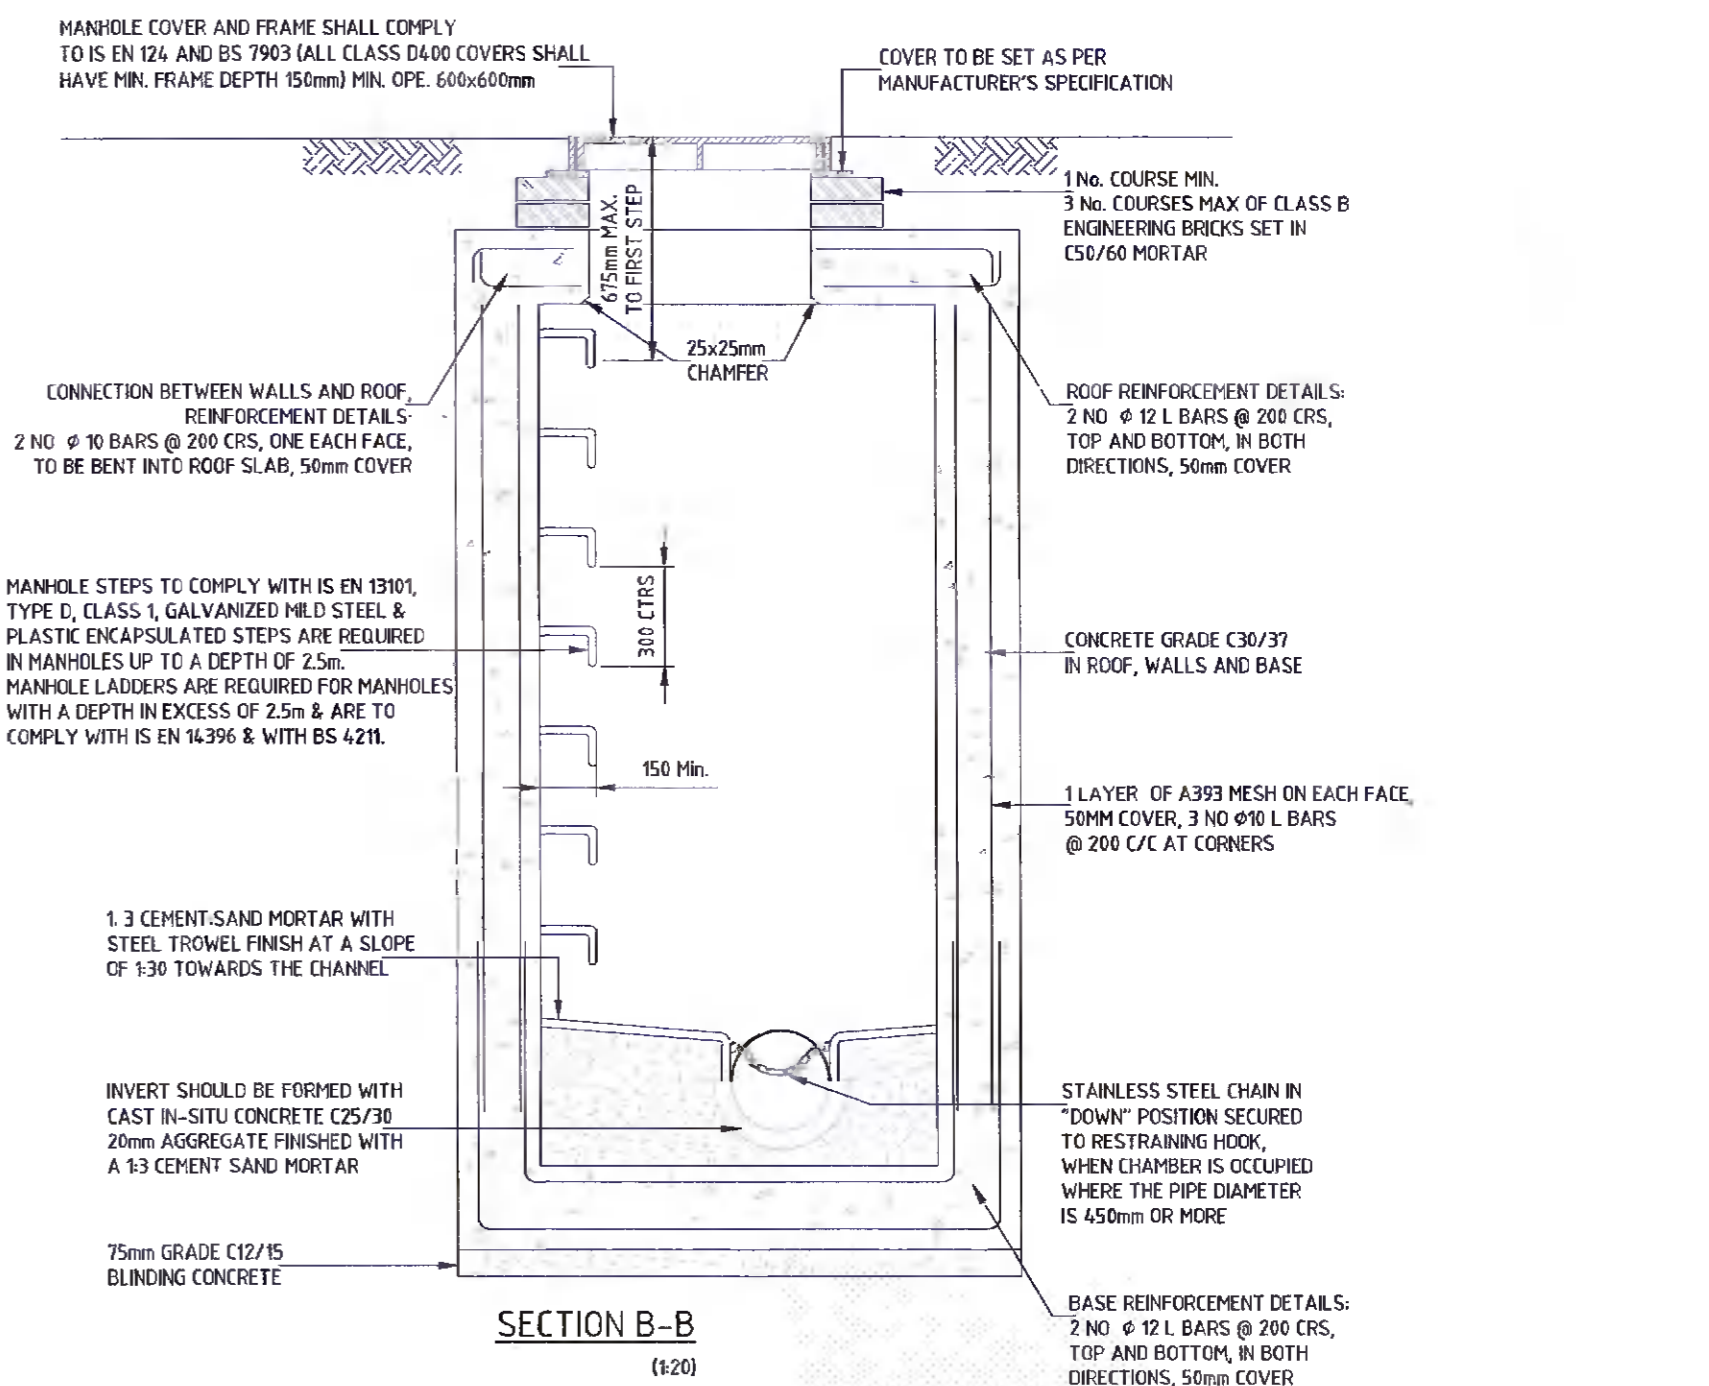 MANHOLE COVER AND FRAME SHALL COMPLY
TO IS EN 124 AND BS 7903 (ALL CLASS D400 COVERS SHALL
HAVE MIN. FRAME DEPTH 150mm) MIN. OPE. 600x600mm
COVER TO BE SET AS PER
MANUFACTURER'S SPECIFICATION
1 No. COURSE MIN.
3 No. COURSES MAX OF CLASS B
ENGINEERING BRICKS SET IN
C50/60 MORTAR
675mm MAX.
TO FIRST STEP
25x25mm
CHAMFER
CONNECTION BETWEEN WALLS AND ROOF,
REINFORCEMENT DETAILS:
2 NO Φ 10 BARS @ 200 CRS, ONE EACH FACE,
TO BE BENT INTO ROOF SLAB, 50mm COVER
ROOF REINFORCEMENT DETAILS:
2 NO Φ 12 L BARS @ 200 CRS,
TOP AND BOTTOM, IN BOTH
DIRECTIONS, 50mm COVER
MANHOLE STEPS TO COMPLY WITH IS EN 13101,
TYPE D, CLASS 1, GALVANIZED MILD STEEL &
PLASTIC ENCAPSULATED STEPS ARE REQUIRED
IN MANHOLES UP TO A DEPTH OF 2.5m.
MANHOLE LADDERS ARE REQUIRED FOR MANHOLES
WITH A DEPTH IN EXCESS OF 2.5m & ARE TO
COMPLY WITH IS EN 14396 & WITH BS 4211.
300 CTRS
CONCRETE GRADE C30/37
IN ROOF, WALLS AND BASE
150 Min.
1 LAYER OF A393 MESH ON EACH FACE,
50MM COVER, 3 NO Φ10 L BARS
@ 200 C/C AT CORNERS
1:3 CEMENT:SAND MORTAR WITH
STEEL TROWEL FINISH AT A SLOPE
OF 1:30 TOWARDS THE CHANNEL
INVERT SHOULD BE FORMED WITH
CAST IN-SITU CONCRETE C25/30
20mm AGGREGATE FINISHED WITH
A 1:3 CEMENT SAND MORTAR
STAINLESS STEEL CHAIN IN
"DOWN" POSITION SECURED
TO RESTRAINING HOOK,
WHEN CHAMBER IS OCCUPIED
WHERE THE PIPE DIAMETER
IS 450mm OR MORE
75mm GRADE C12/15
BLINDING CONCRETE
BASE REINFORCEMENT DETAILS:
2 NO Φ 12 L BARS @ 200 CRS,
TOP AND BOTTOM, IN BOTH
DIRECTIONS, 50mm COVER
SECTION B-B
(1:20)